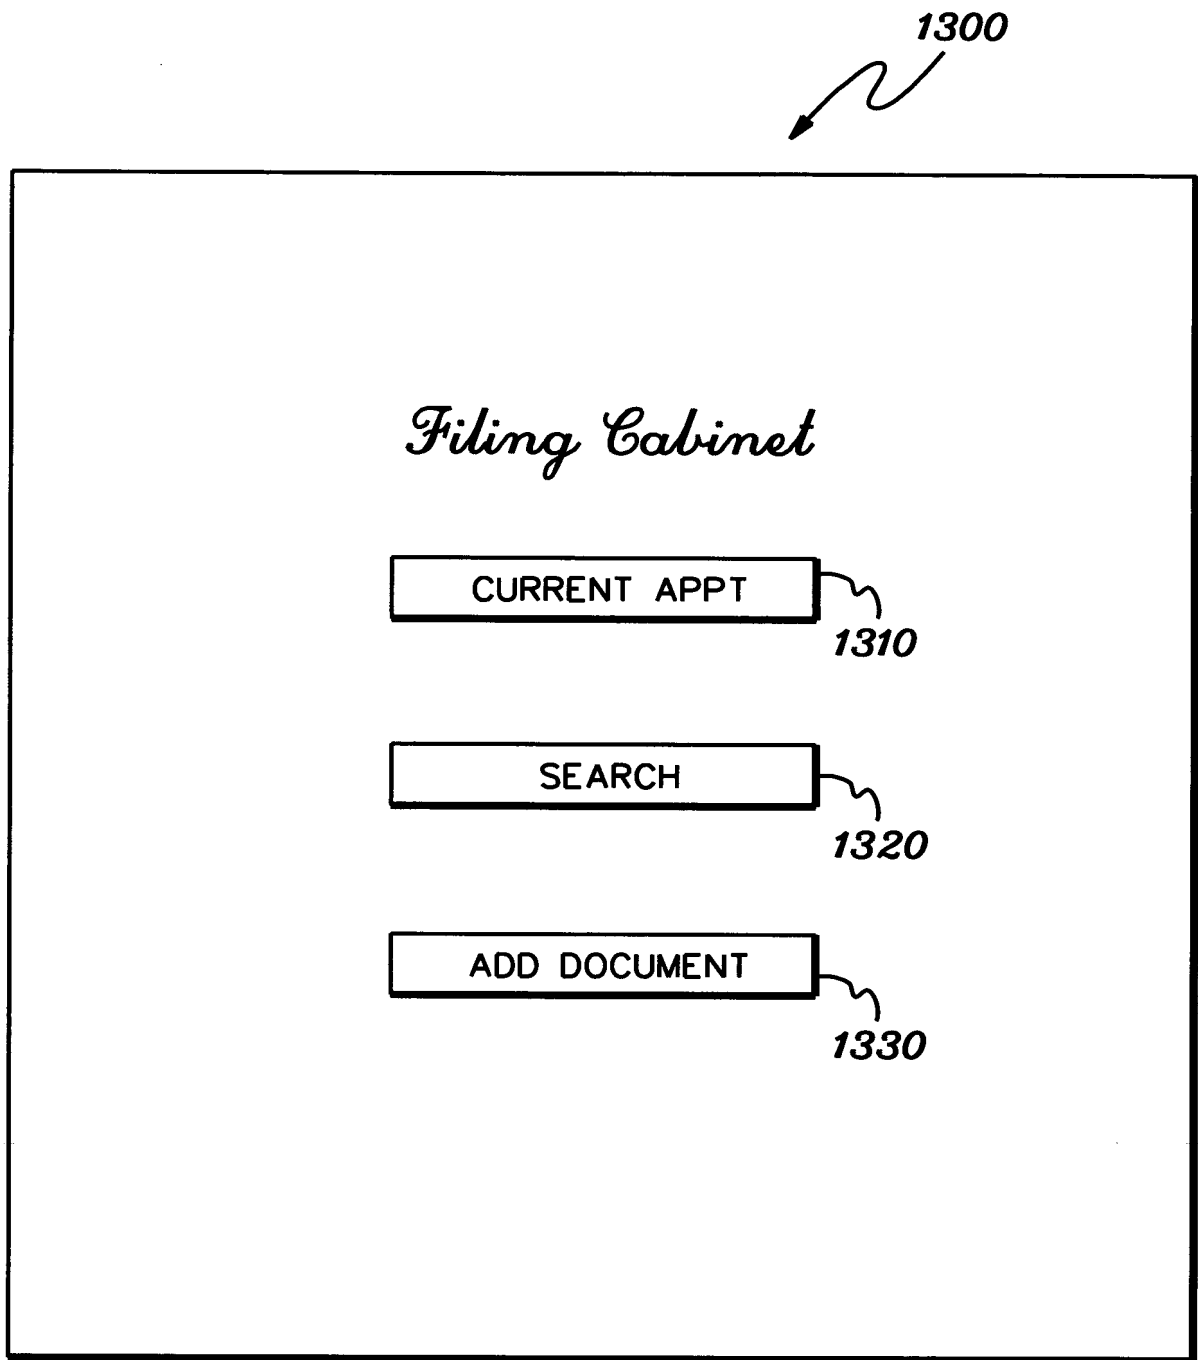 1300
Filing Cabinet
CURRENT APPT
1310
SEARCH
1320
ADD DOCUMENT
1330